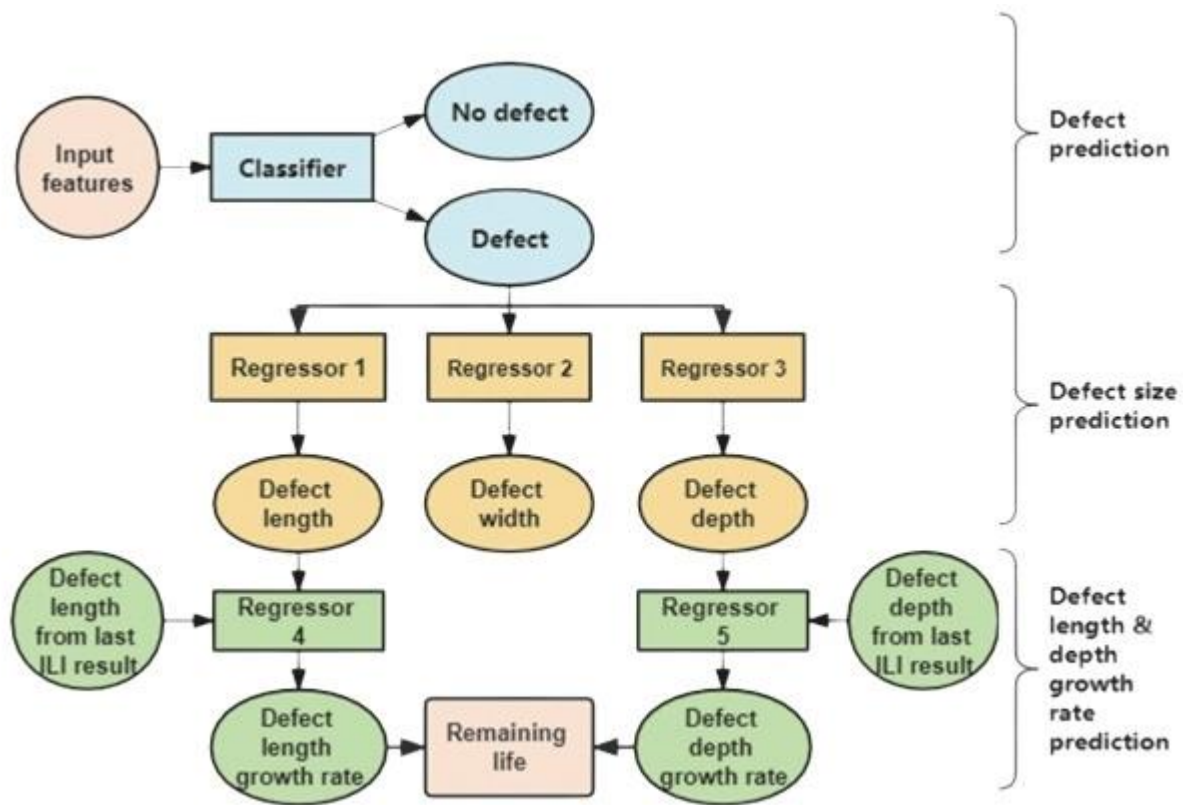 No defect
Input
features
Classifier
Defect
prediction
Defect
Regressor 1
Regressor 2
Regressor 3
Defect size
prediction
Defect
length
Defect
width
Defect
depth
Defect
length
from last
ILI result
Regressor
4
Regressor
5
Defect
depth
from last
ILI result
Defect
length &
depth
growth
rate
prediction
Defect
length
growth rate
Remaining
life
Defect
depth
growth rate